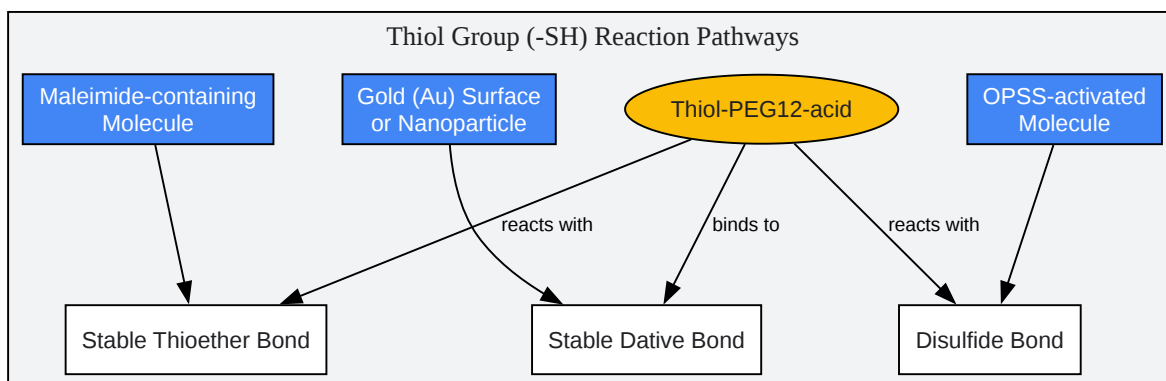 Thiol Group (-SH) Reaction Pathways
Maleimide-containing
Molecule
Gold (Au) Surface
or Nanoparticle
Thiol-PEG12-acid
OPSS-activated
Molecule
reacts with
binds to
reacts with
Stable Thioether Bond
Stable Dative Bond
Disulfide Bond